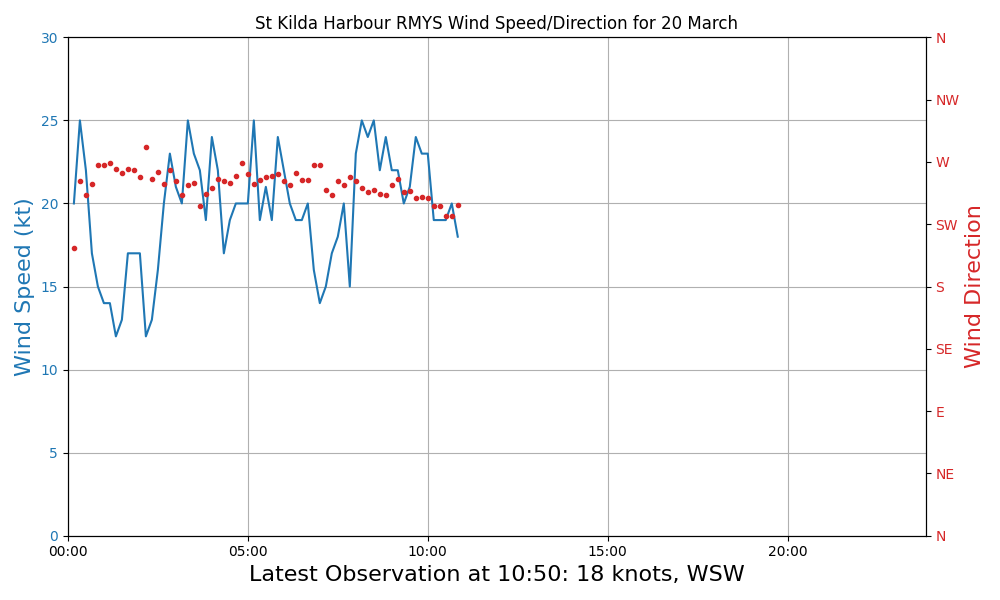 St Kilda Harbour RMYS Wind Speed/Direction for 20 March
Wind Speed (kt)
30
25
20
15
10
5
0
N
NW
W
SW
S
SE
E
NE
N
Wind Direction
00:00 05:00 10:00 15:00 20:00
Latest Observation at 10:50: 18 knots, WSW